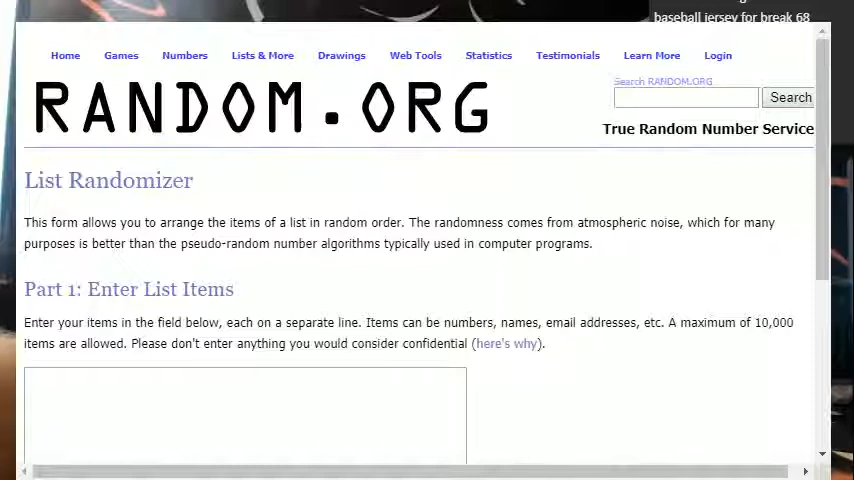 baseball jersey for break 68
Home Games Numbers Lists & More Drawings Web Tools Statistics Testimonials Learn More Login
Search RANDOM.ORG
RANDOM.ORG
Search
True Random Number Service
List Randomizer
This form allows you to arrange the items of a list in random order. The randomness comes from atmospheric noise, which for many
purposes is better than the pseudo-random number algorithms typically used in computer programs.
Part 1: Enter List Items
Enter your items in the field below, each on a separate line. Items can be numbers, names, email addresses, etc. A maximum of 10,000
items are allowed. Please don't enter anything you would consider confidential (here's why).